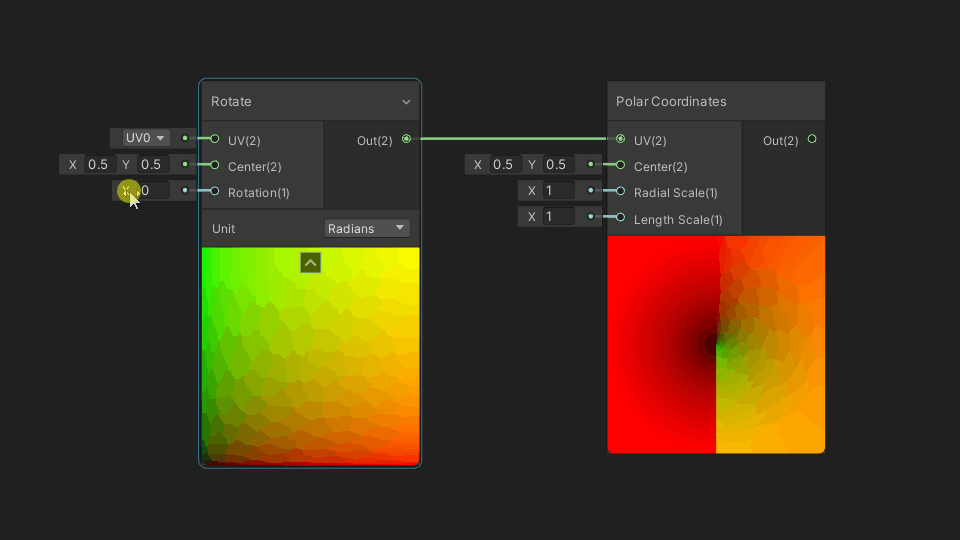 Rotate
UV0
UV(2)
Out(2)
X 0.5 Y 0.5
Center(2)
X 0
Rotation(1)
Unit
Radians
Polar Coordinates
UV(2)
Out(2)
X 0.5 Y 0.5
Center(2)
X 1
Radial Scale(1)
X 1
Length Scale(1)